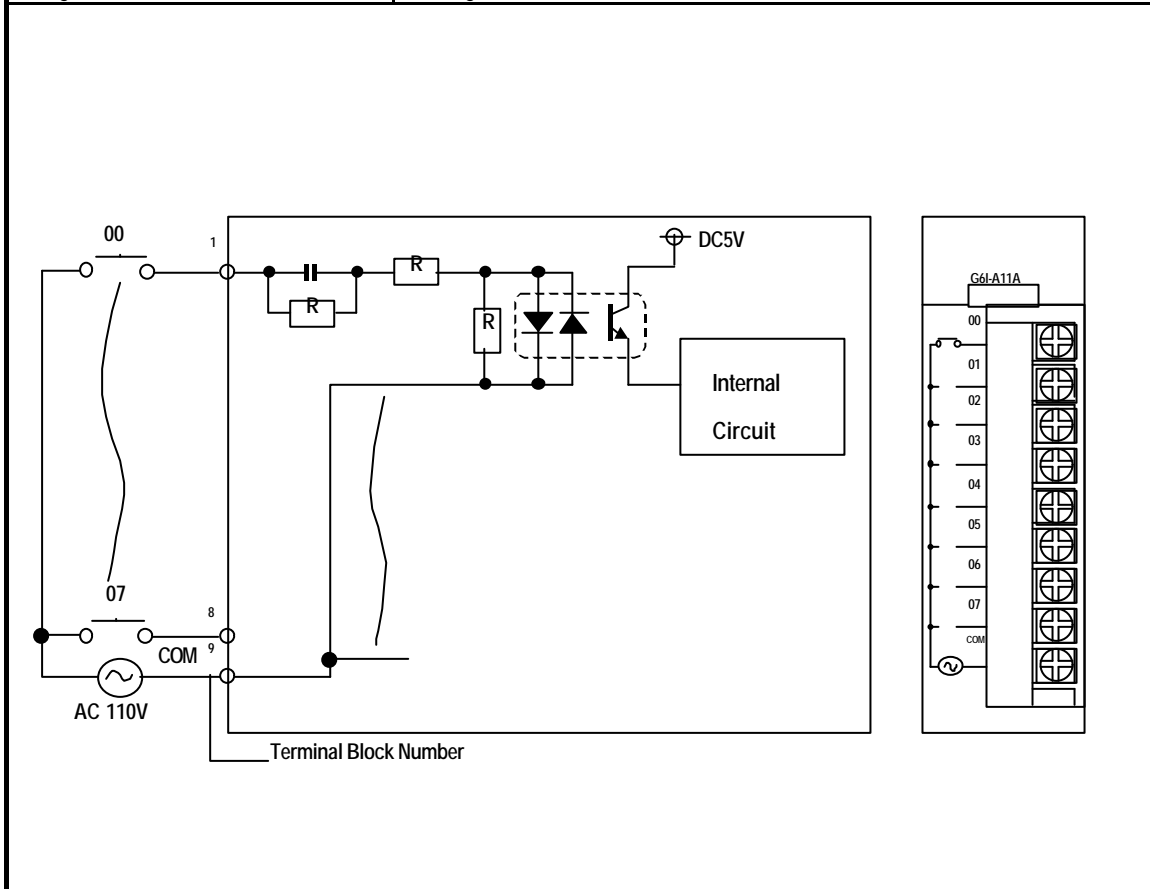 00
1
DC5V
R
R
R
Internal
Circuit
07
8
COM 9
AC 110V
Terminal Block Number
G6I-A11A
00
01
02
03
04
05
06
07
COM